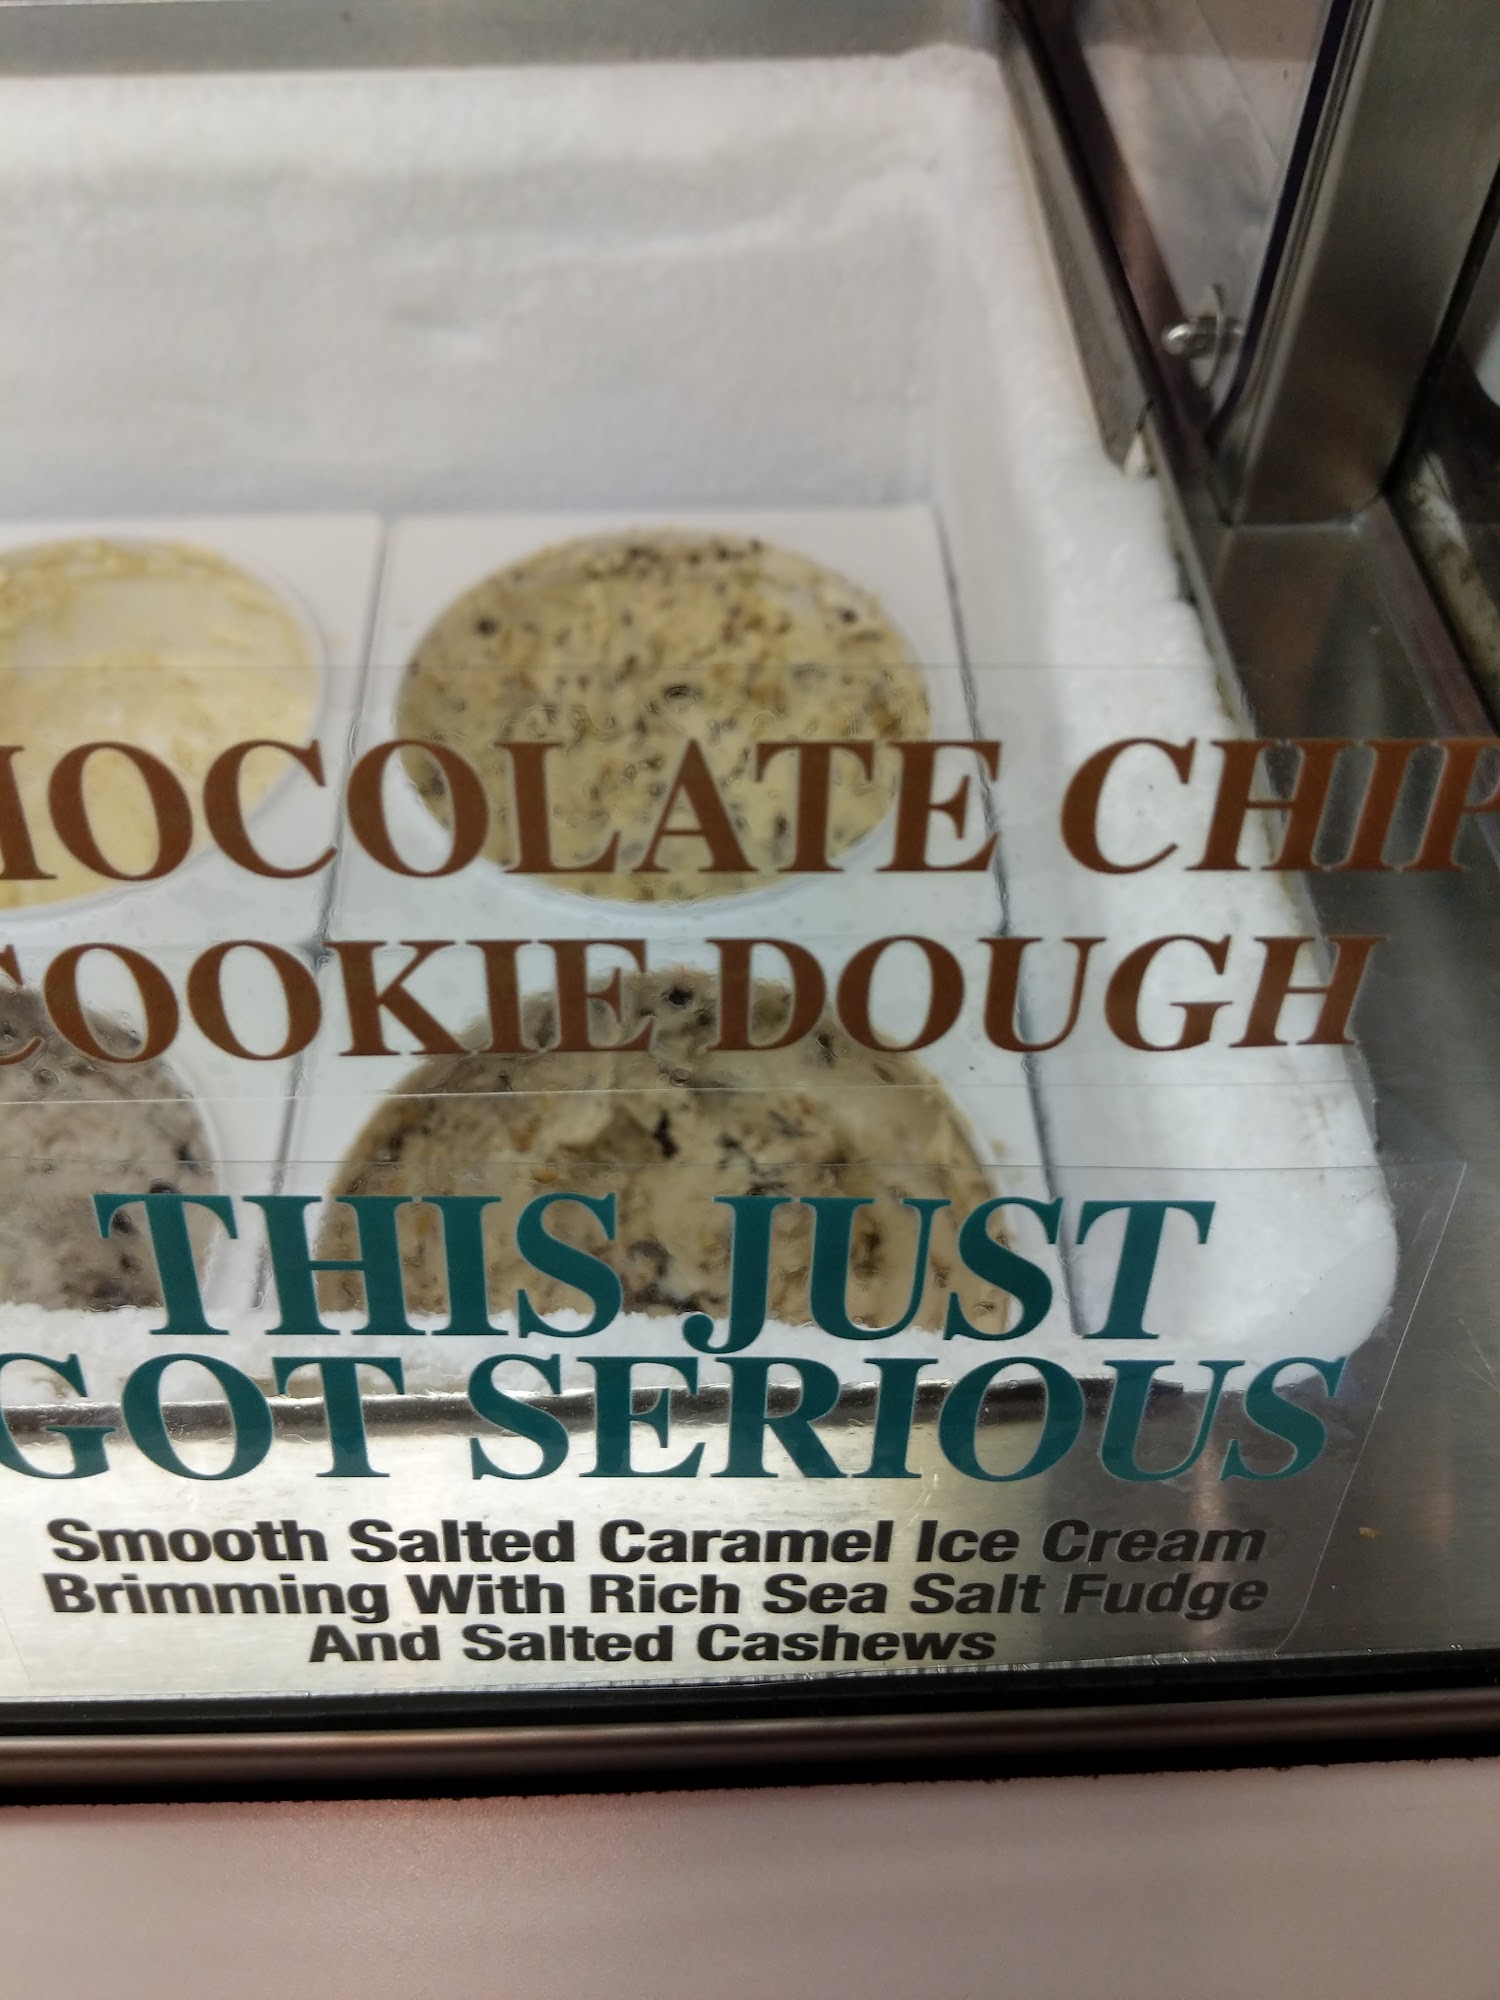 HOCOLATE CHIP
COOKIE DOUGH
THIS JUST
GOT SERIOUS
Smooth Salted Caramel Ice Cream
Brimming With Rich Sea Salt Fudge
And Salted Cashews